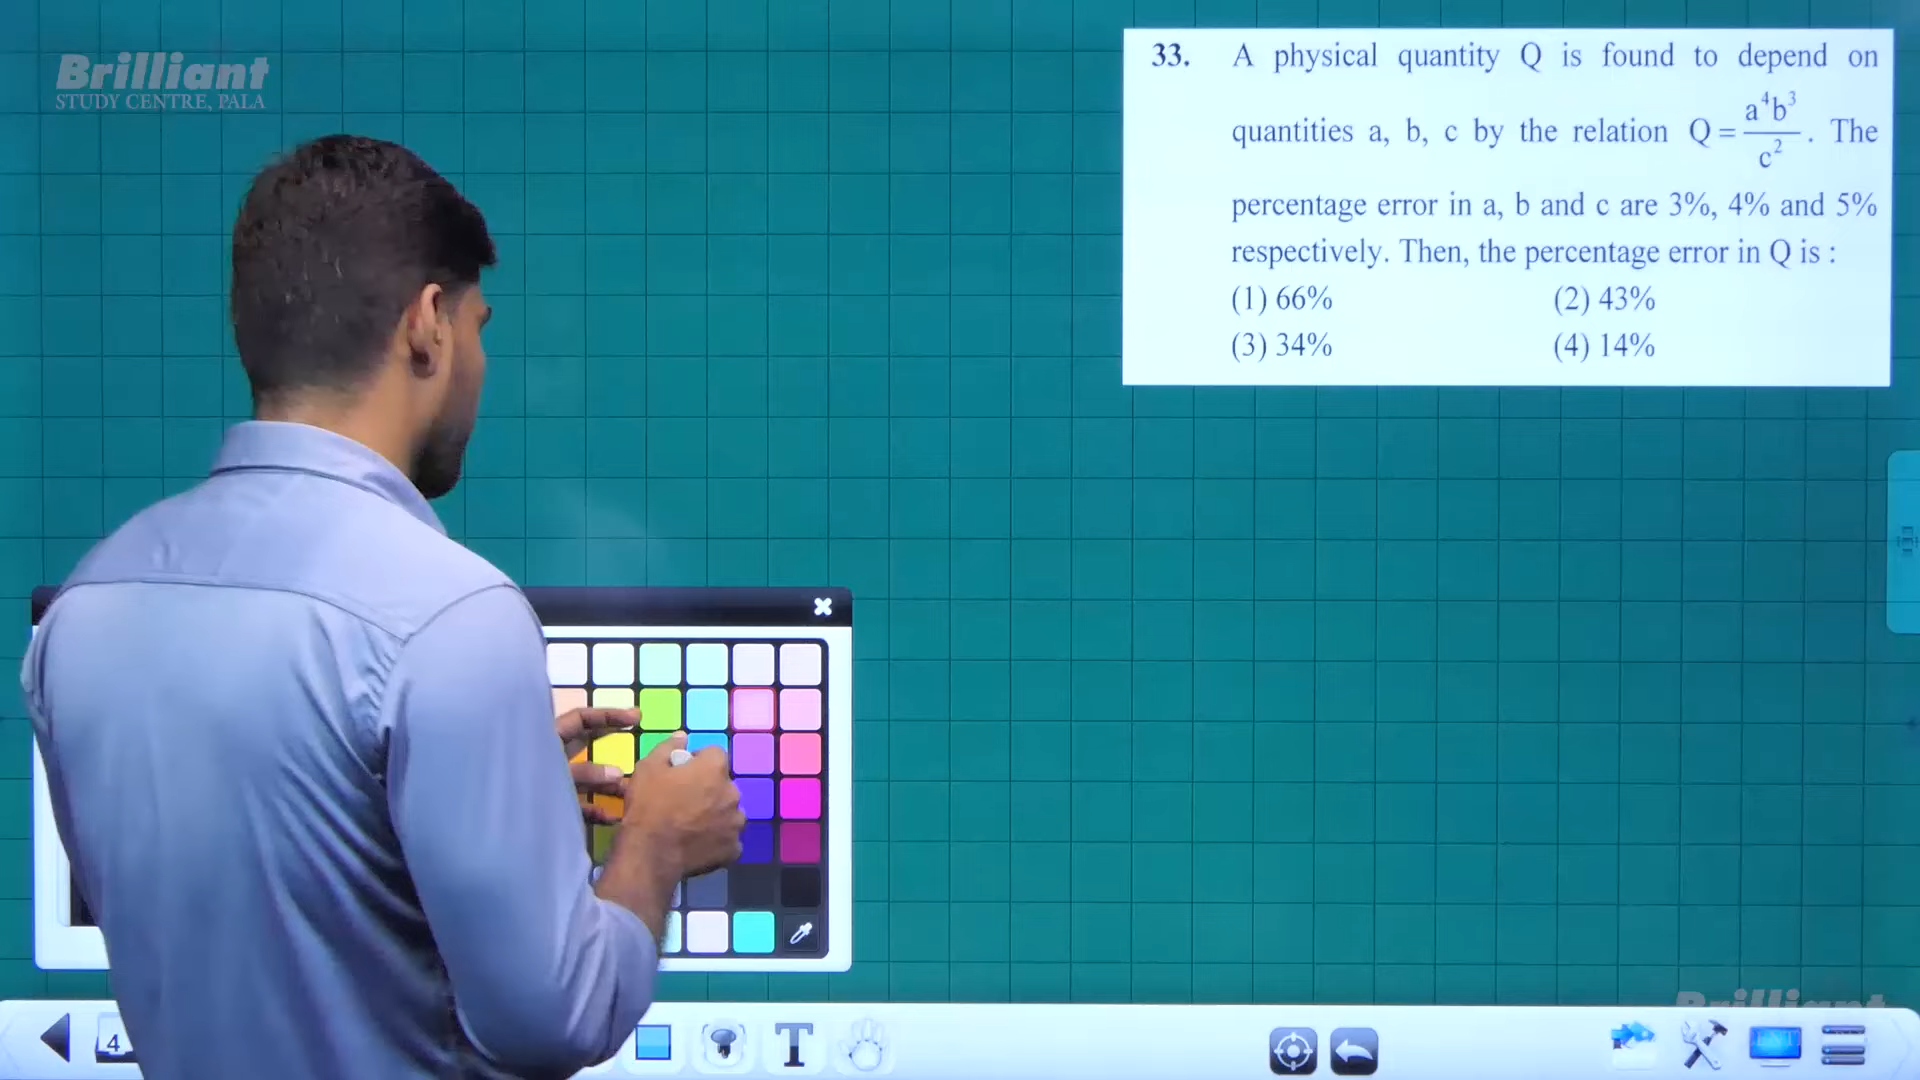 Brilliant
STUDY CENTRE, PALA
33. A physical quantity Q is found to depend on
quantities a, b, c by the relation Q = a⁴b³/c². The
percentage error in a, b and c are 3%, 4% and 5%
respectively. Then, the percentage error in Q is :
(1) 66% (2) 43%
(3) 34% (4) 14%
Brilliant
4
T